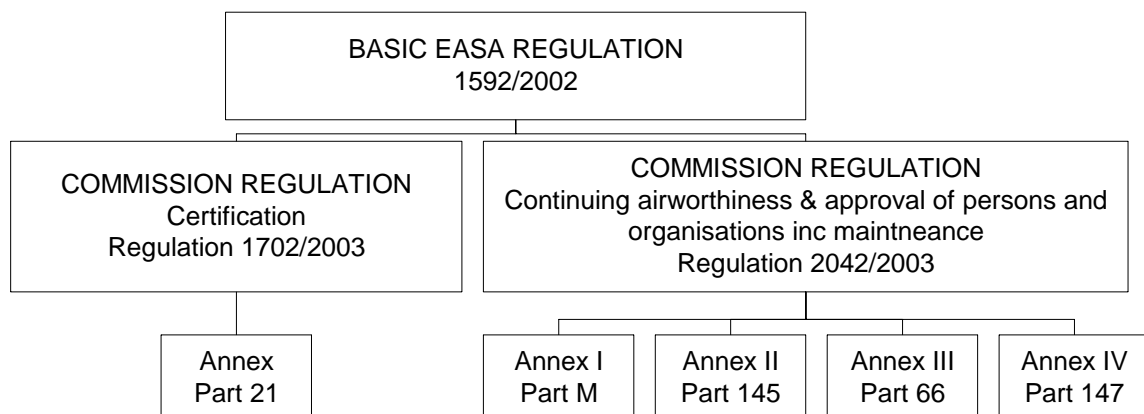 BASIC EASA REGULATION
1592/2002
COMMISSION REGULATION
Certification
Regulation 1702/2003
COMMISSION REGULATION
Continuing airworthiness & approval of persons and
organisations inc maintneance
Regulation 2042/2003
Annex
Part 21
Annex I
Part M
Annex II
Part 145
Annex III
Part 66
Annex IV
Part 147